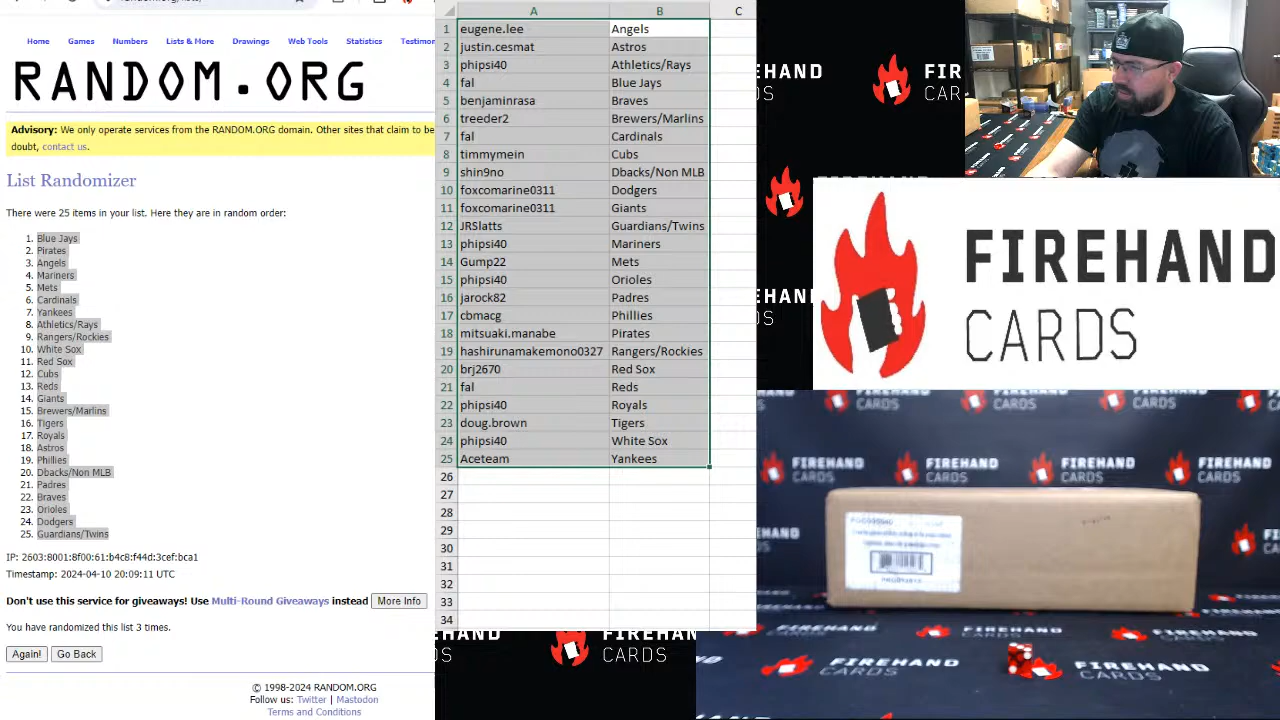 Home Games Numbers Lists & More Drawings Web Tools Statistics Testimor
RANDOM.ORG
Advisory: We only operate services from the RANDOM.ORG domain. Other sites that claim to be
doubt, contact us.
List Randomizer
There were 25 items in your list. Here they are in random order:
1. Blue Jays
2. Pirates
3. Angels
4. Mariners
5. Mets
6. Cardinals
7. Yankees
8. Athletics/Rays
9. Rangers/Rockies
10. White Sox
11. Red Sox
12. Cubs
13. Reds
14. Giants
15. Brewers/Marlins
16. Tigers
17. Royals
18. Astros
19. Phillies
20. Dbacks/Non MLB
21. Padres
22. Braves
23. Orioles
24. Dodgers
25. Guardians/Twins
IP: 2603:8001:8f00:61:b4c8:f44d:3cef:bca1
Timestamp: 2024-04-10 20:09:11 UTC
Don't use this service for giveaways! Use Multi-Round Giveaways instead More Info
You have randomized this list 3 times.
Again! Go Back
© 1998-2024 RANDOM.ORG
Follow us: Twitter | Mastodon
Terms and Conditions
A B C
1 eugene.lee Angels
2 justin.cesmat Astros
3 phipsi40 Athletics/Rays
4 fal Blue Jays
5 benjaminrasa Braves
6 treeder2 Brewers/Marlins
7 fal Cardinals
8 timmymein Cubs
9 shin9no Dbacks/Non MLB
10 foxcomarine0311 Dodgers
11 foxcomarine0311 Giants
12 JRSlatts Guardians/Twins
13 phipsi40 Mariners
14 Gump22 Mets
15 phipsi40 Orioles
16 jarock82 Padres
17 cbmacg Phillies
18 mitsuaki.manabe Pirates
19 hashirunamekemono0327 Rangers/Rockies
20 brj2670 Red Sox
21 fal Reds
22 phipsi40 Royals
23 doug.brown Tigers
24 phipsi40 White Sox
25 Aceteam Yankees
26
27
28
29
30
31
32
33
34
FIREHAND
CARDS